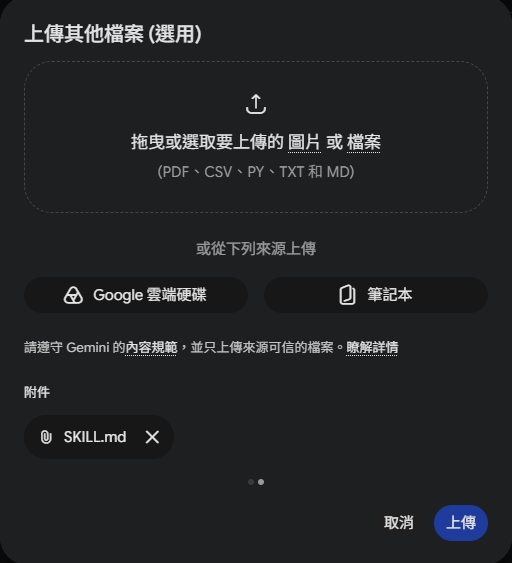 上傳其他檔案 (選用)
拖曳或選取要上傳的 圖片 或 檔案
(PDF、CSV、PY、TXT 和 MD)
或從下列來源上傳
Google 雲端硬碟
筆記本
請遵守 Gemini 的內容規範，並只上傳來源可信的檔案。瞭解詳情
附件
SKILL.md
取消
上傳